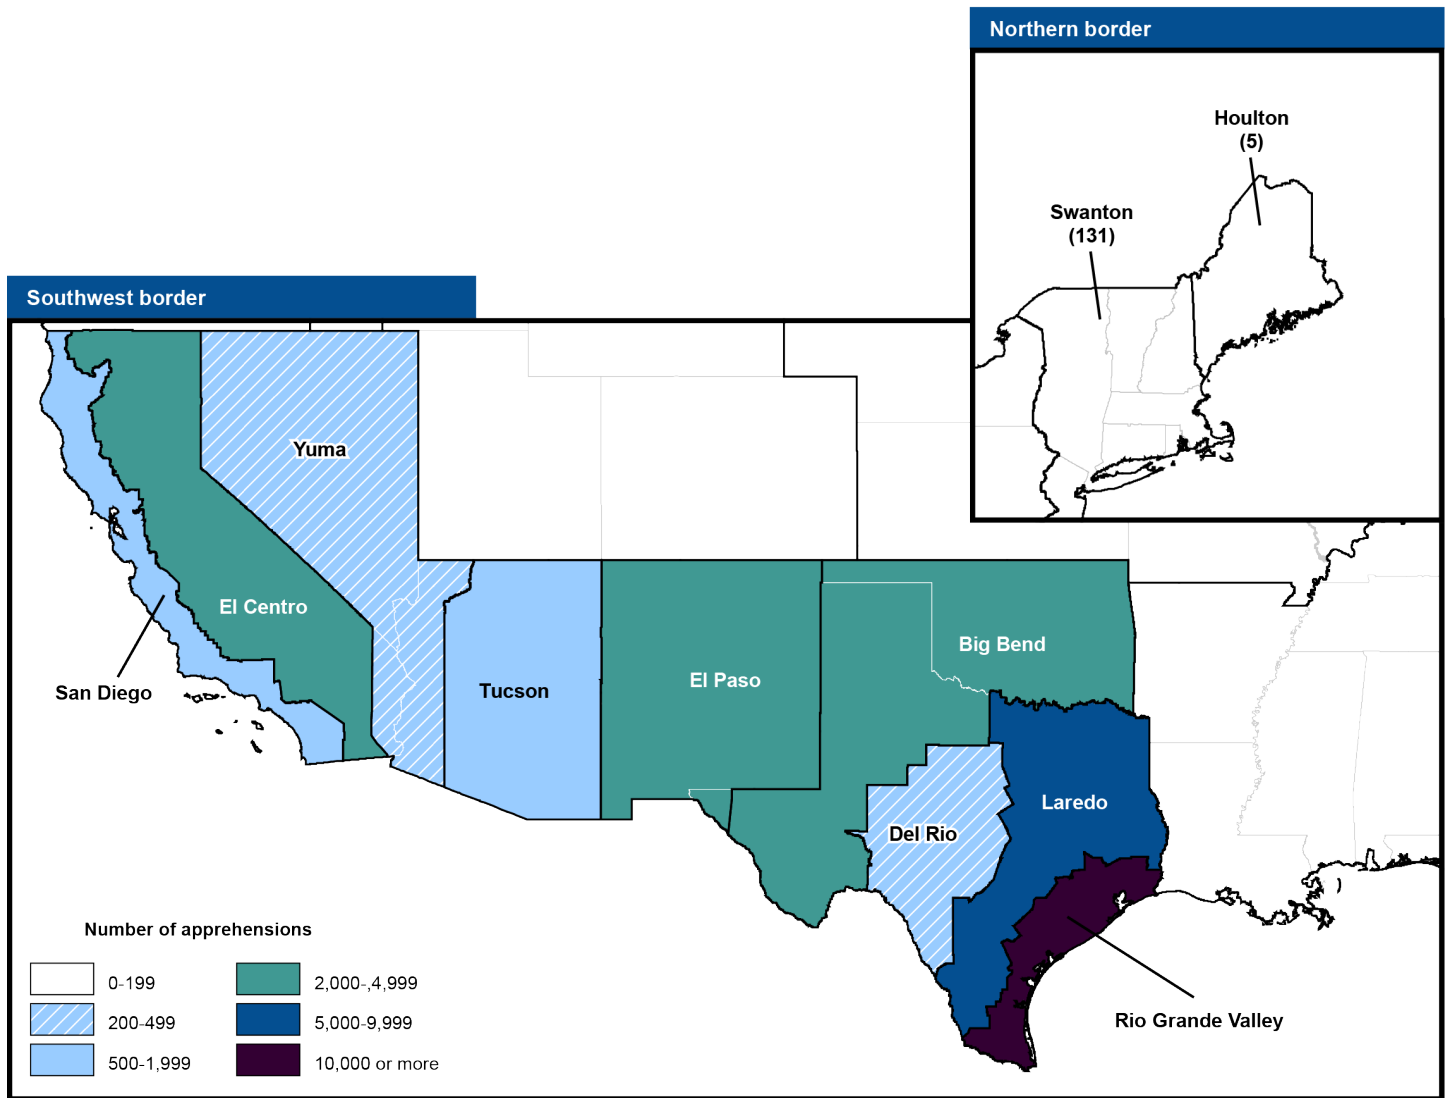 Northern border
Houlton
(5)
Swanton
(131)
Southwest border
Yuma
El Centro
San Diego
Tucson
El Paso
Big Bend
Laredo
Del Rio
Rio Grande Valley
Number of apprehensions
0-199
200-499
500-1,999
2,000-,4,999
5,000-9,999
10,000 or more